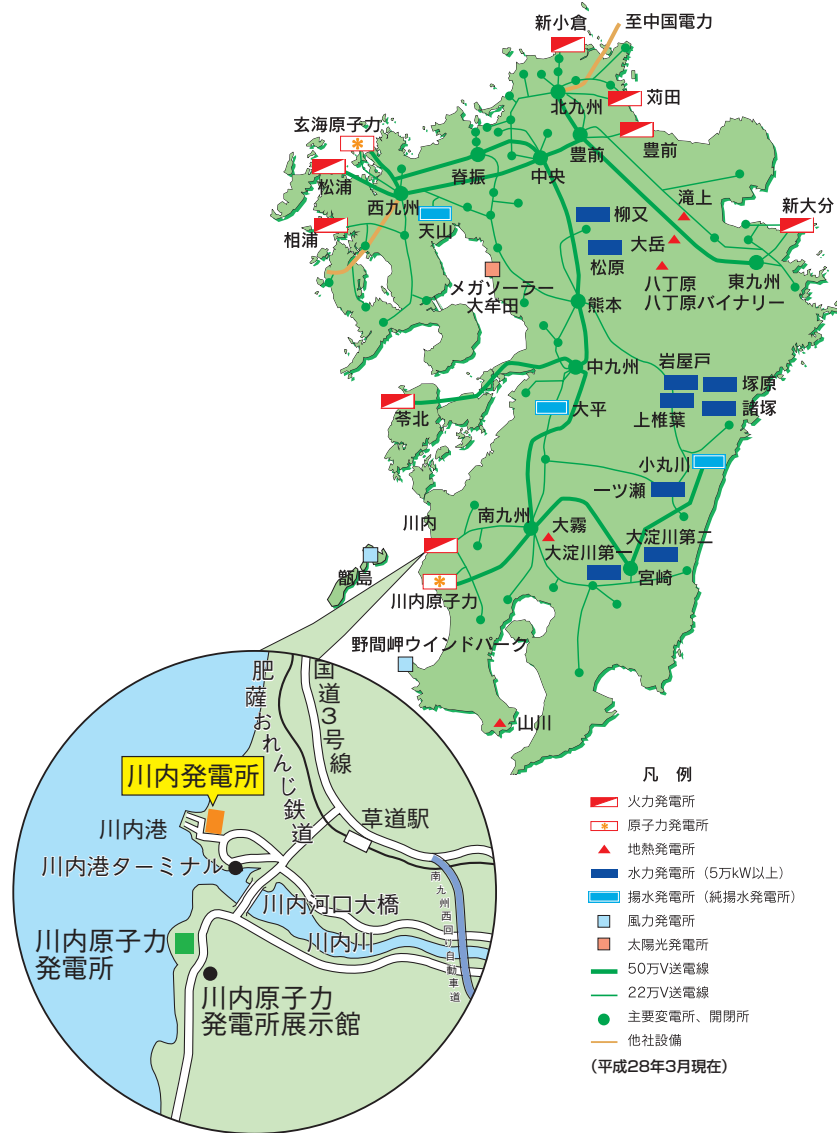 新小倉
至中国電力
北九州
苅田
玄海原子力
豊前
豊前
松浦
脊振
中央
西九州
滝上
新大分
天山
柳又
相浦
大岳
松原
東九州
メガソーラー
大牟田
八丁原
八丁原バイナリー
熊本
岩屋戸
中九州
塚原
苓北
大平
上椎葉
諸塚
小丸川
一ツ瀬
川内
南九州
大霧
大淀川第二
大淀川第一
宮崎
甑島
川内原子力
野間岬ウインドパーク
山川
肥薩おれんじ鉄道
国道3号線
川内発電所
川内港
草道駅
川内港ターミナル
川内河口大橋
南九州西回り自動車道
川内川
川内原子力
発電所
川内原子力
発電所展示館
凡 例
火力発電所
原子力発電所
地熱発電所
水力発電所（5万kW以上）
揚水発電所（純揚水発電所）
風力発電所
太陽光発電所
50万V送電線
22万V送電線
主要変電所、開閉所
他社設備
(平成28年3月現在)